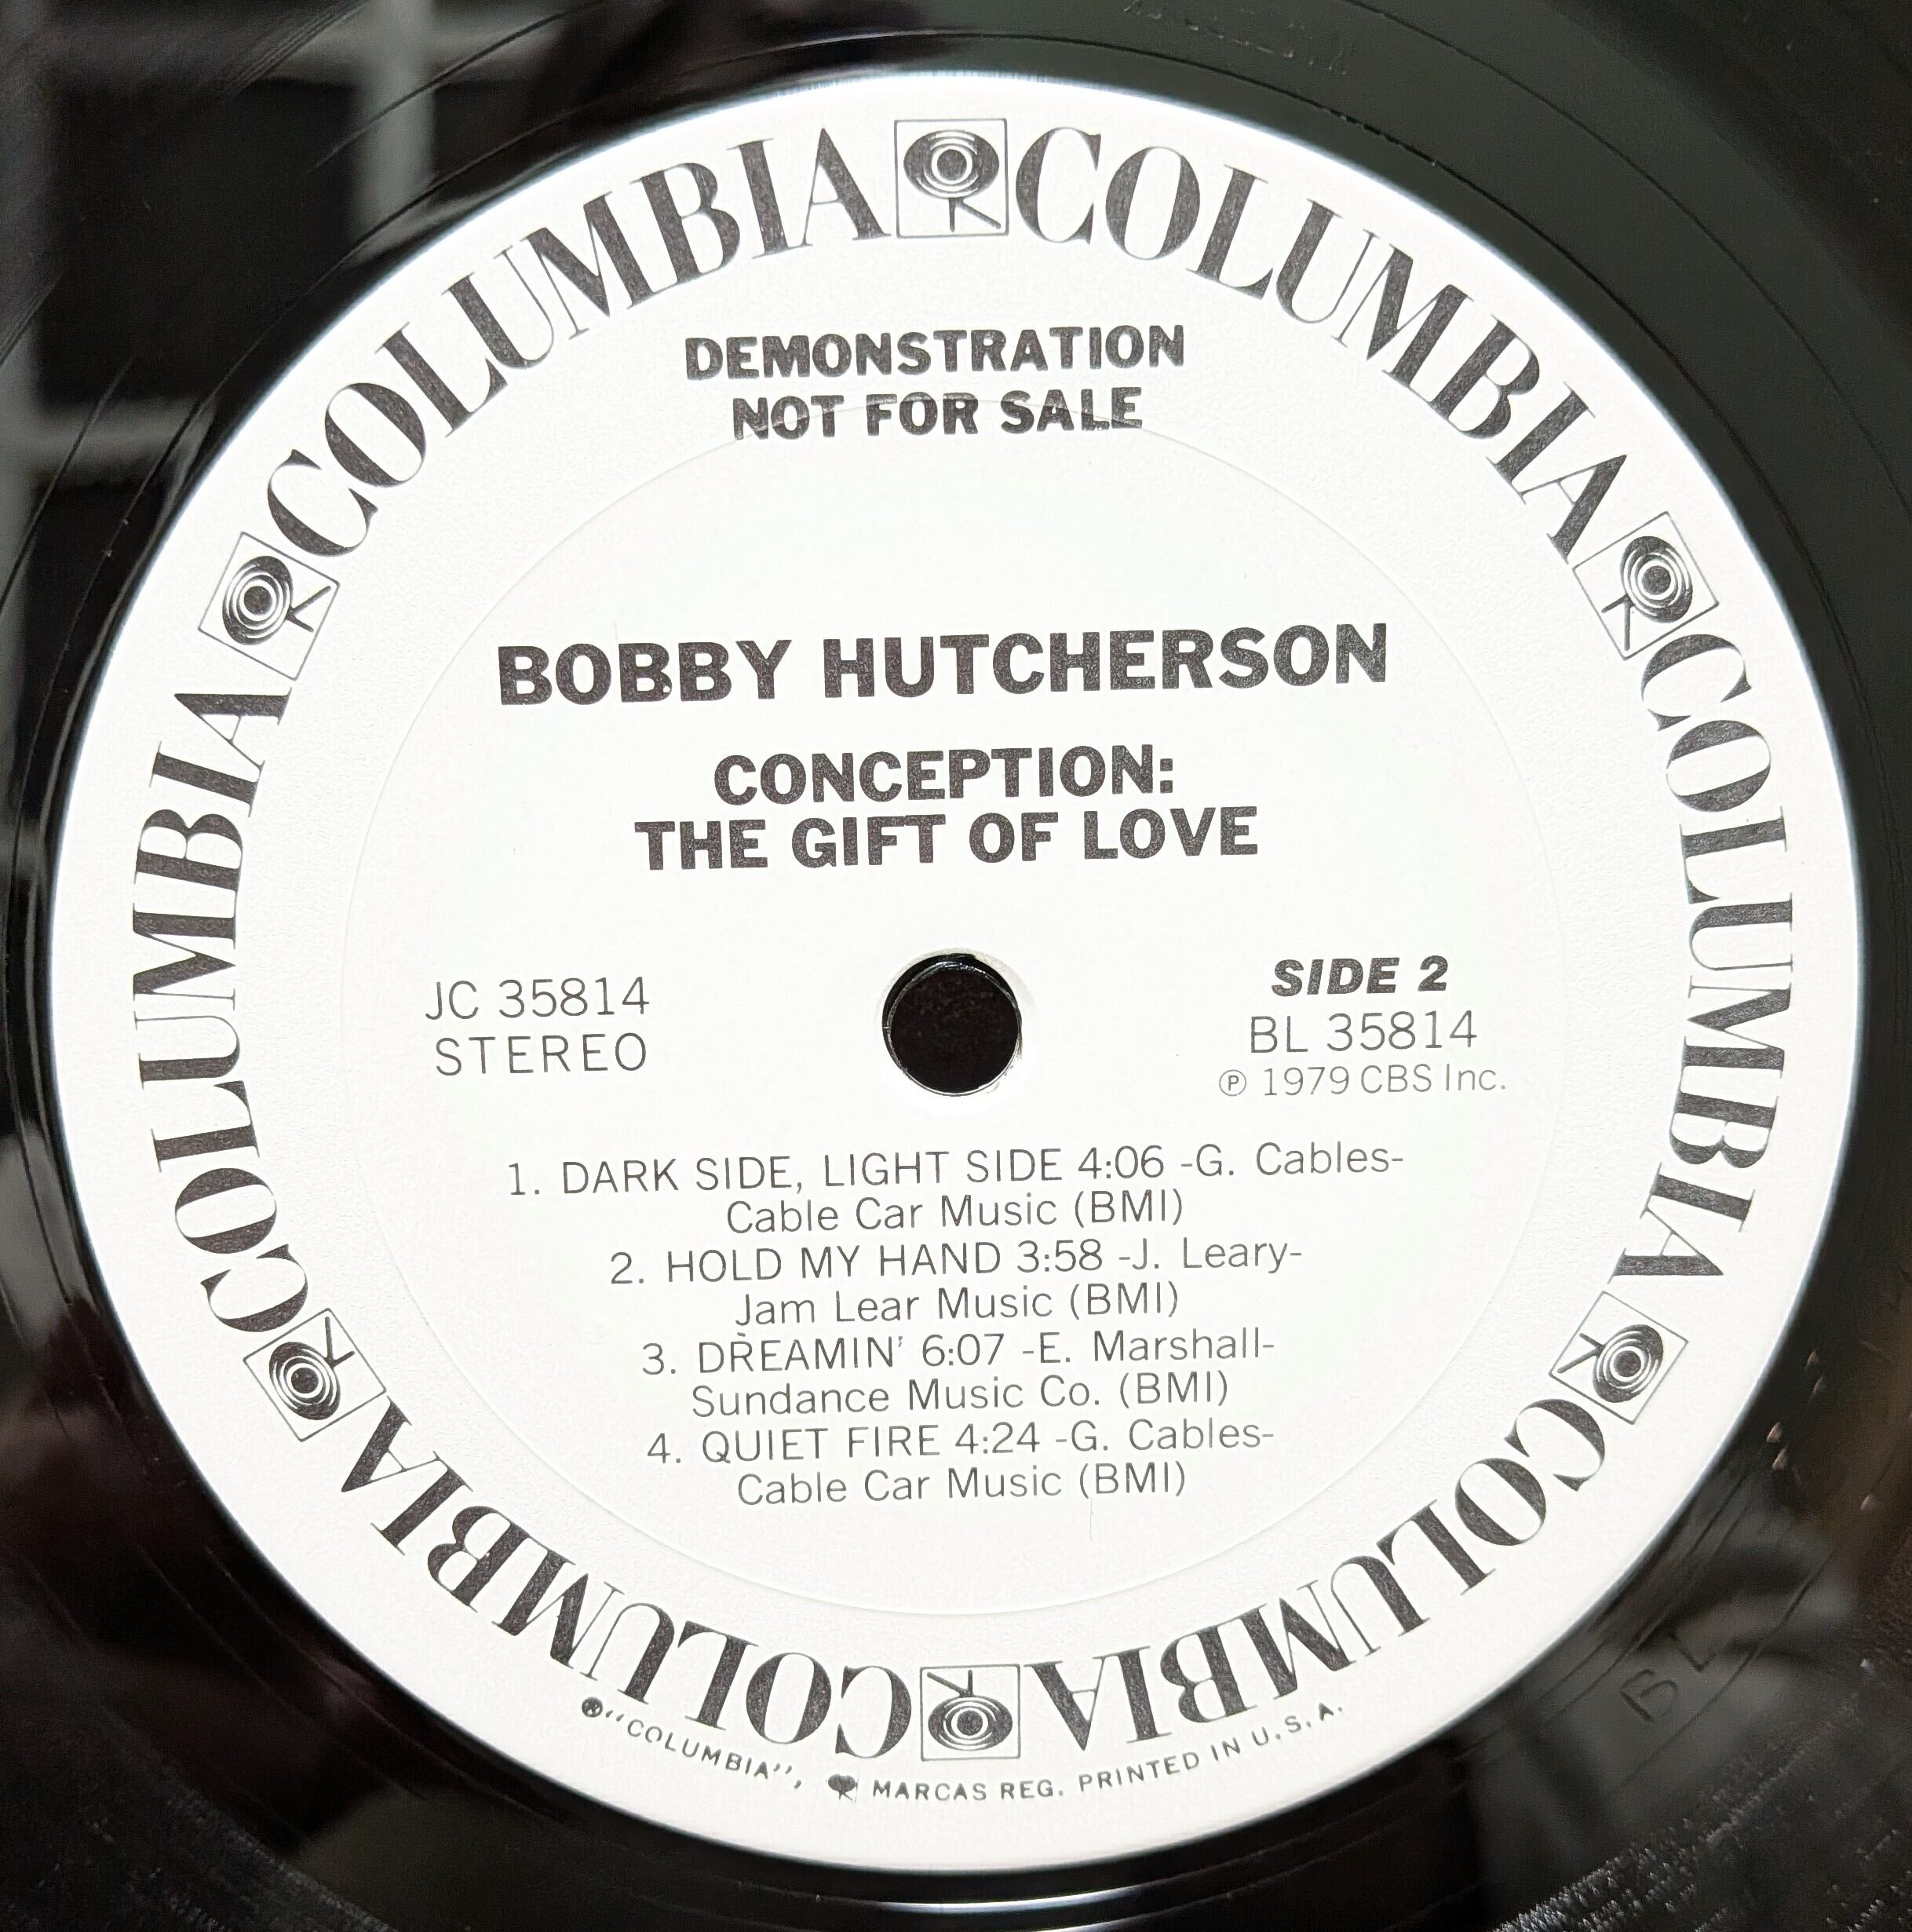 COLUMBIA COLUMBIA COLUMBIA COLUMBIA COLUMBIA COLUMBIA
DEMONSTRATION
NOT FOR SALE
BOBBY HUTCHERSON
CONCEPTION:
THE GIFT OF LOVE
JC 35814
STEREO
SIDE 2
BL 35814
Ⓟ 1979 CBS Inc.
1. DARK SIDE, LIGHT SIDE 4:06 -G. Cables-
Cable Car Music (BMI)
2. HOLD MY HAND 3:58 -J. Leary-
Jam Lear Music (BMI)
3. DREAMIN' 6:07 -E. Marshall-
Sundance Music Co. (BMI)
4. QUIET FIRE 4:24 -G. Cables-
Cable Car Music (BMI)
® "COLUMBIA", MARCAS REG. PRINTED IN U.S.A.
BL